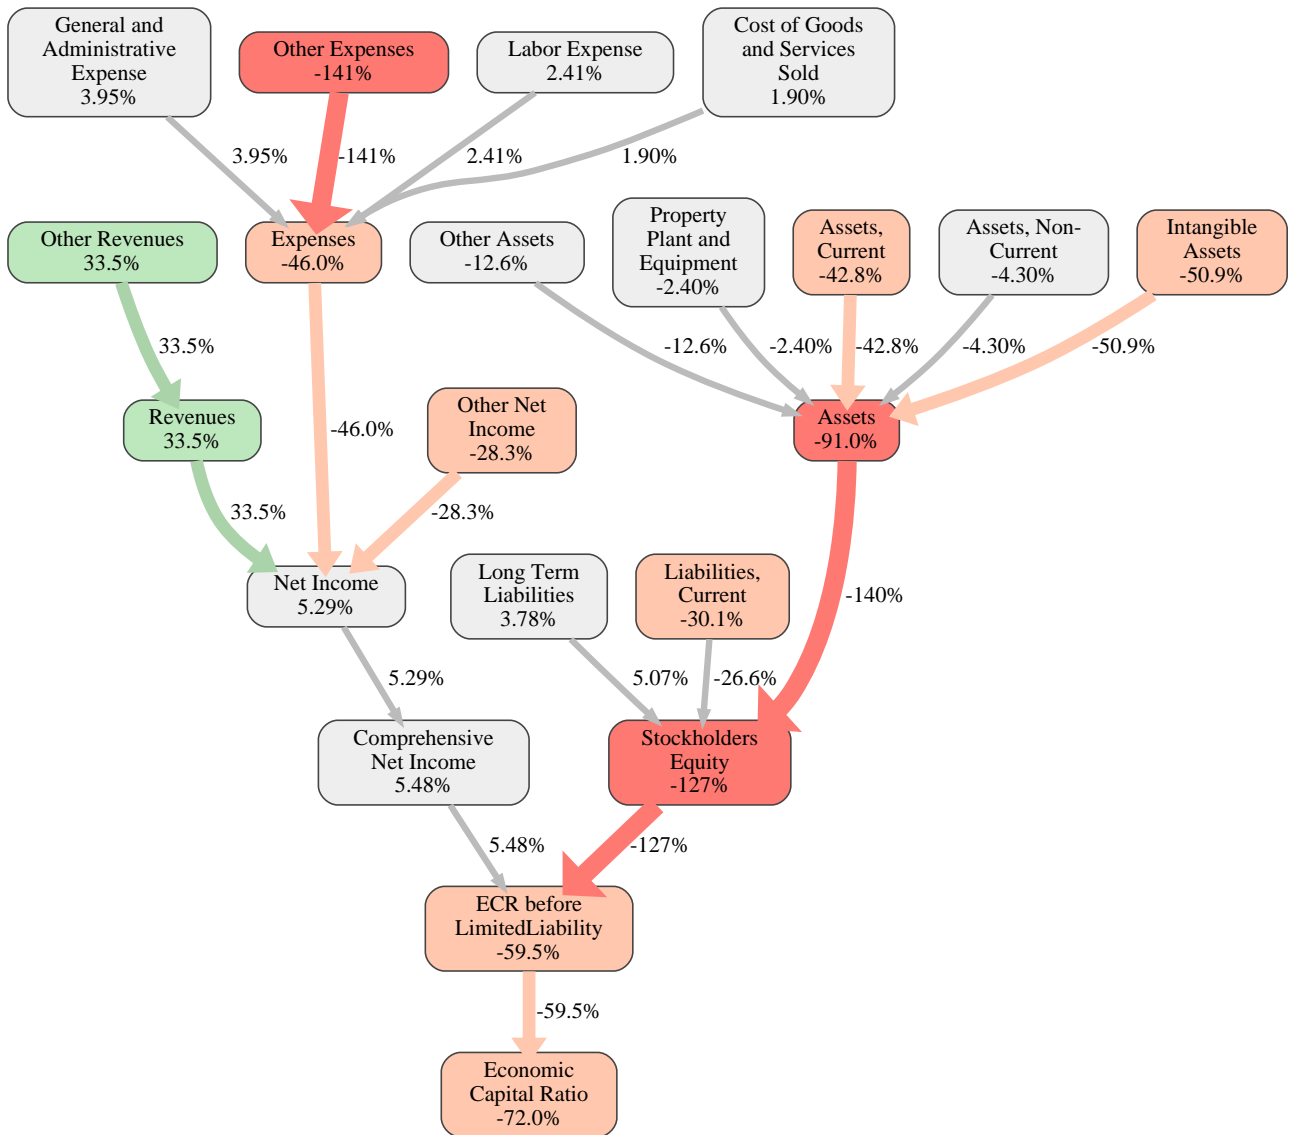 General and
Administrative
Expense
3.95%
Other Expenses
-141%
Labor Expense
2.41%
Cost of Goods
and Services
Sold
1.90%
3.95%
-141%
2.41%
1.90%
Other Revenues
33.5%
Expenses
-46.0%
Other Assets
-12.6%
Property
Plant and
Equipment
-2.40%
Assets,
Current
-42.8%
Assets, Non-
Current
-4.30%
Intangible
Assets
-50.9%
33.5%
-12.6%
-2.40%
-42.8%
-4.30%
-50.9%
Revenues
33.5%
-46.0%
Other Net
Income
-28.3%
Assets
-91.0%
33.5%
-28.3%
Net Income
5.29%
Long Term
Liabilities
3.78%
Liabilities,
Current
-30.1%
-140%
5.29%
5.07%
-26.6%
Comprehensive
Net Income
5.48%
Stockholders
Equity
-127%
5.48%
-127%
ECR before
LimitedLiability
-59.5%
-59.5%
Economic
Capital Ratio
-72.0%